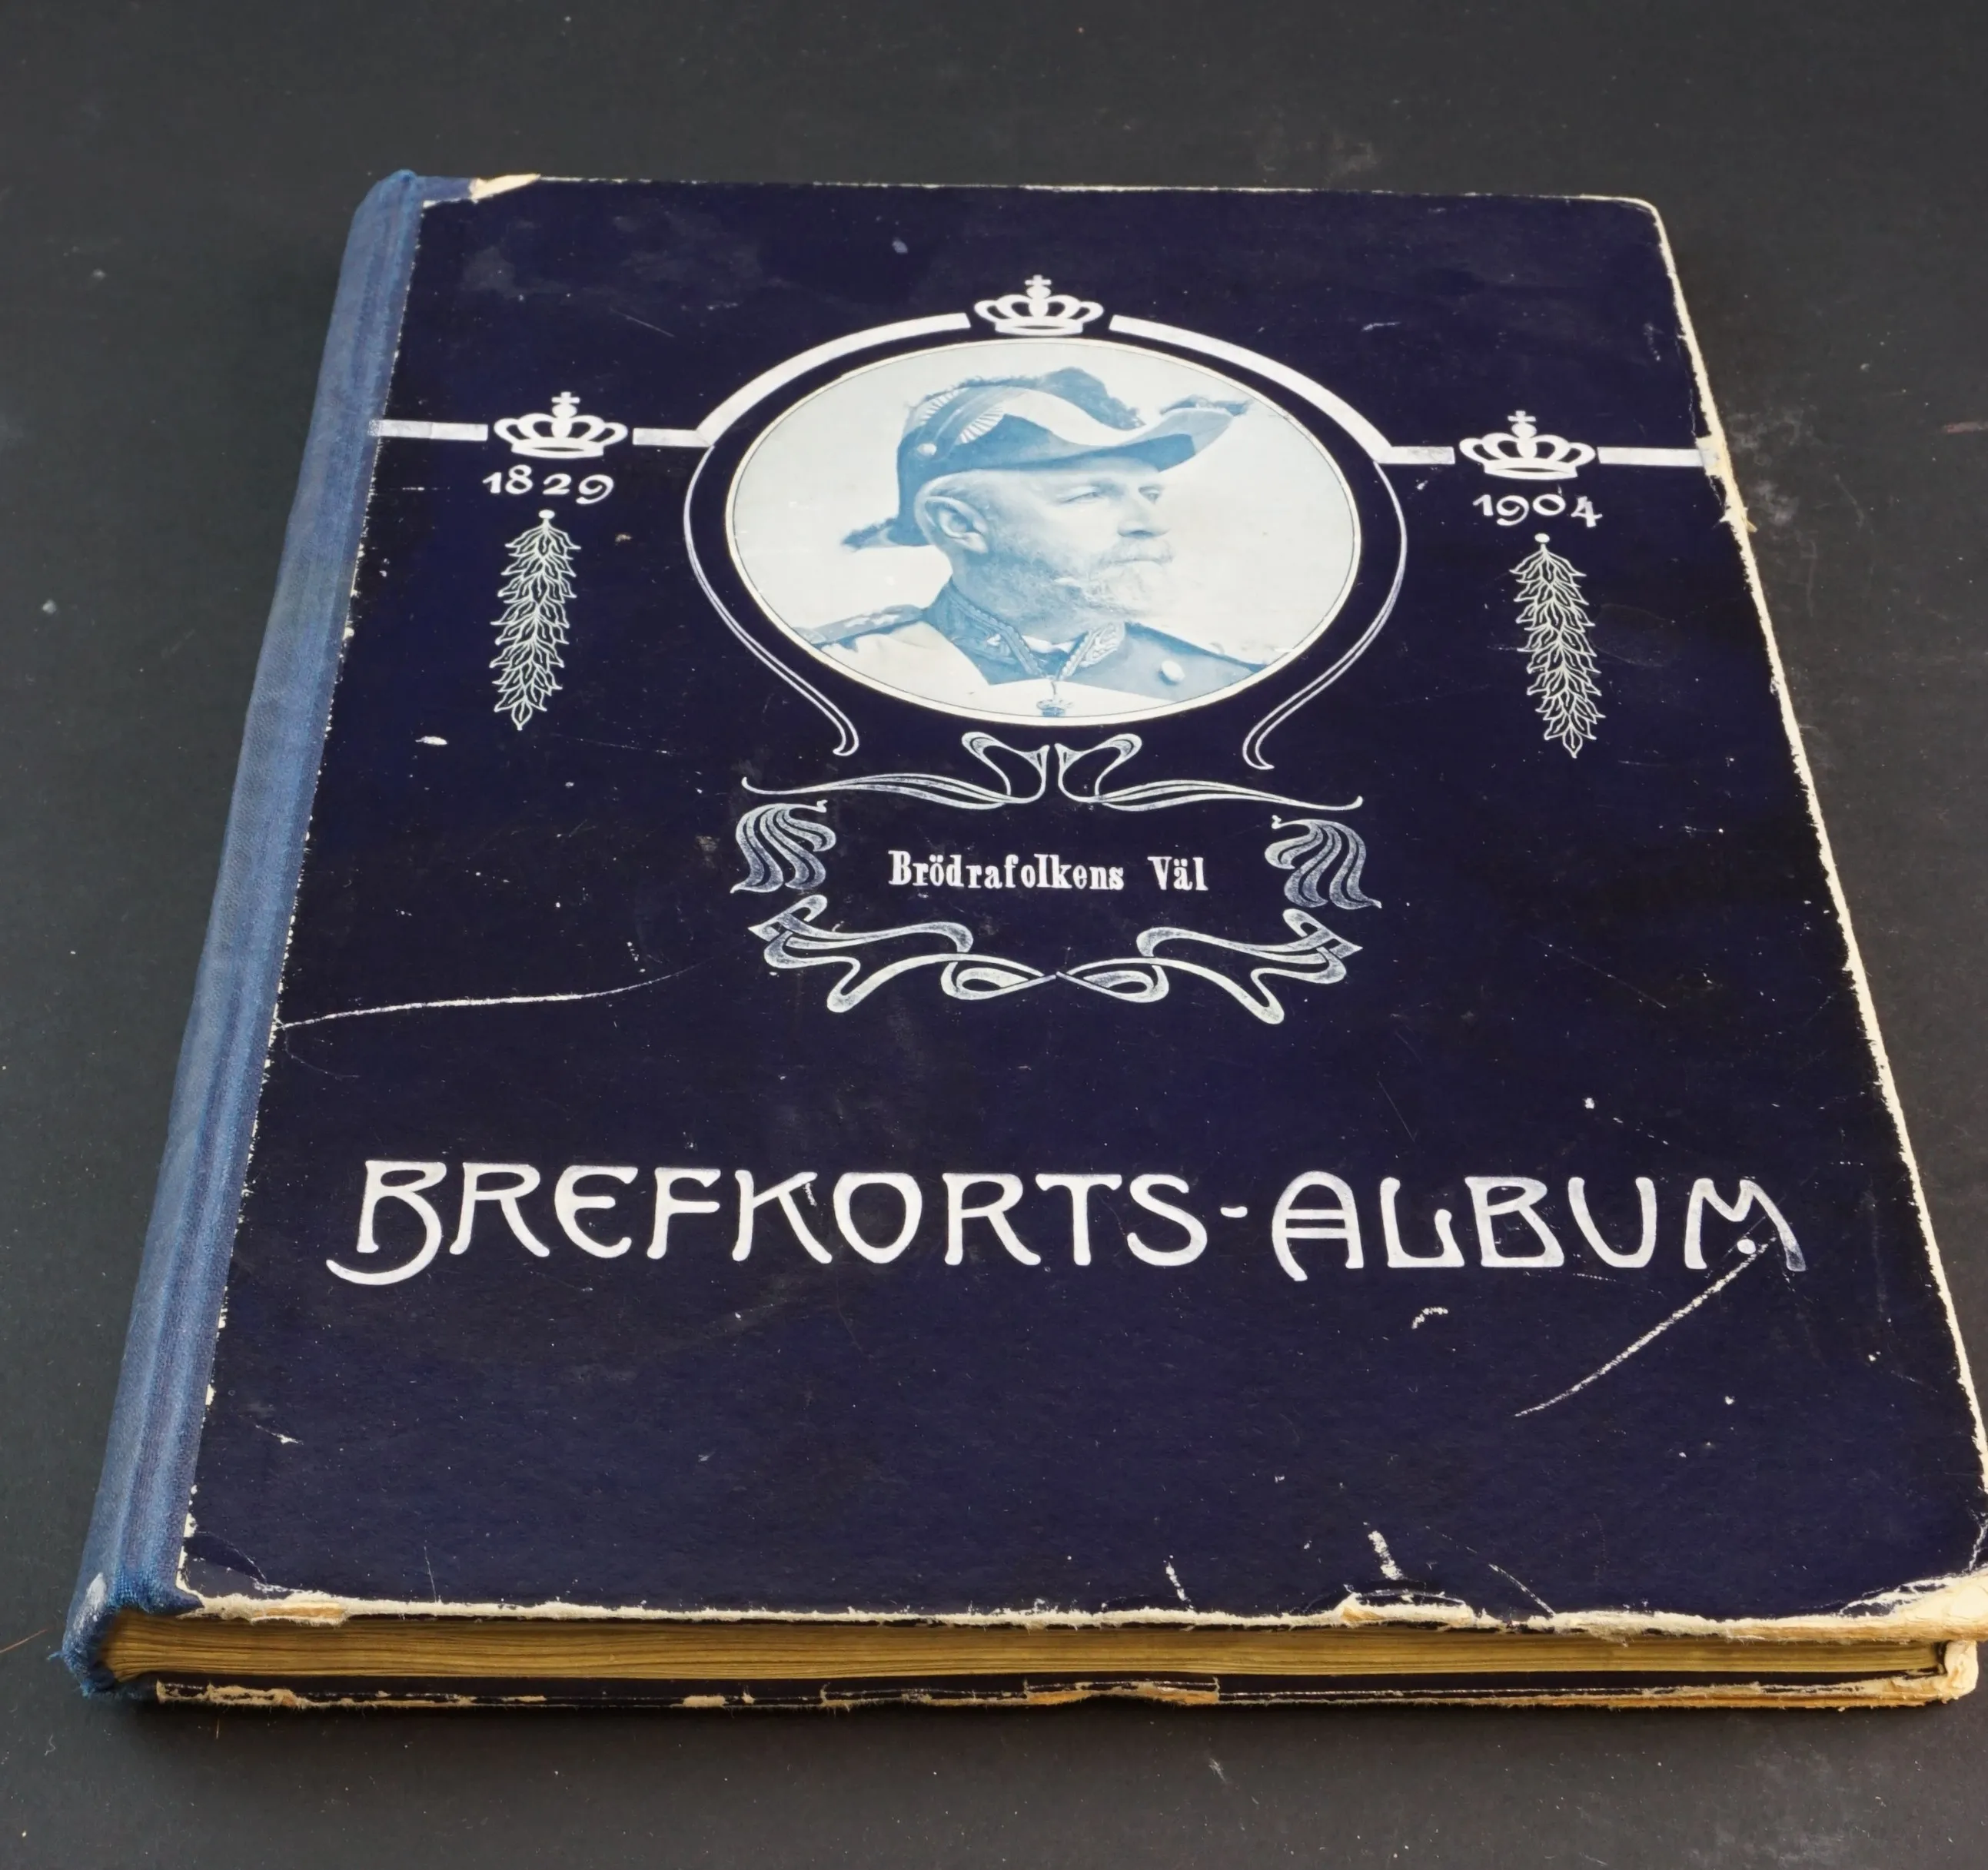 1829
1904
Brödrafolkens Väl
BREFKORTS-ALBUM.